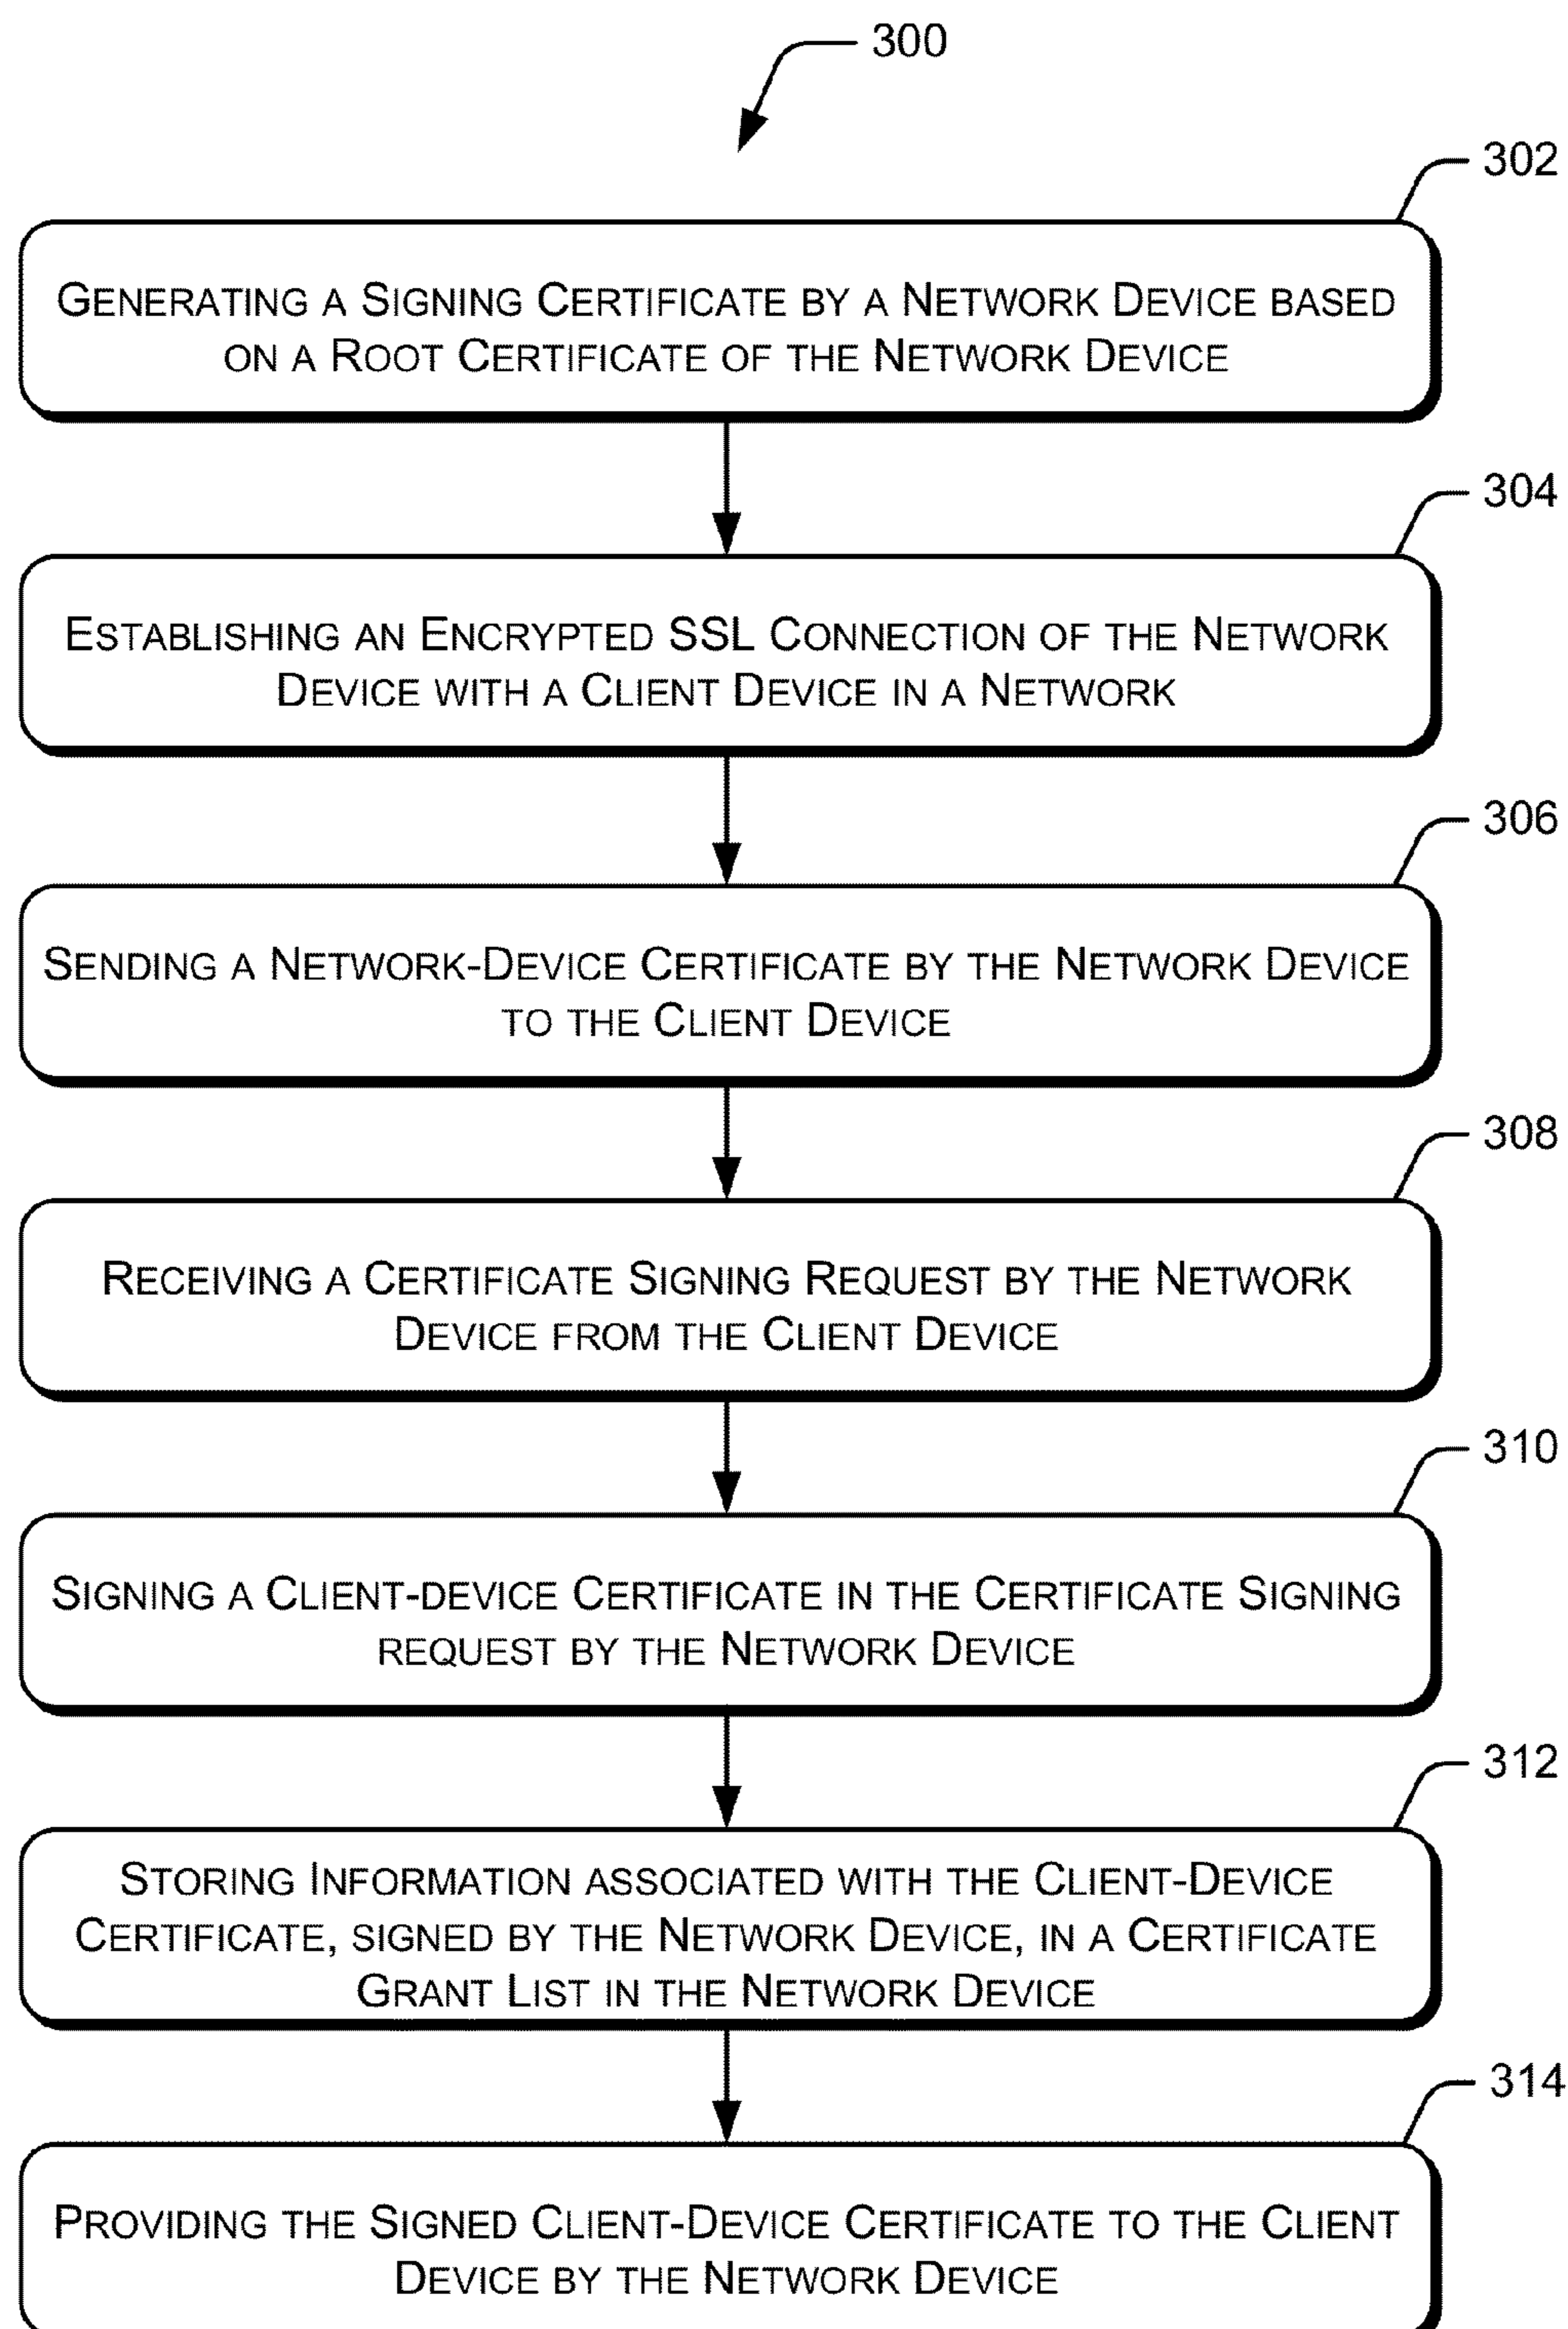 300
302
GENERATING A SIGNING CERTIFICATE BY A NETWORK DEVICE BASED
ON A ROOT CERTIFICATE OF THE NETWORK DEVICE
304
ESTABLISHING AN ENCRYPTED SSL CONNECTION OF THE NETWORK
DEVICE WITH A CLIENT DEVICE IN A NETWORK
306
SENDING A NETWORK-DEVICE CERTIFICATE BY THE NETWORK DEVICE
TO THE CLIENT DEVICE
308
RECEIVING A CERTIFICATE SIGNING REQUEST BY THE NETWORK
DEVICE FROM THE CLIENT DEVICE
310
SIGNING A CLIENT-DEVICE CERTIFICATE IN THE CERTIFICATE SIGNING
REQUEST BY THE NETWORK DEVICE
312
STORING INFORMATION ASSOCIATED WITH THE CLIENT-DEVICE
CERTIFICATE, SIGNED BY THE NETWORK DEVICE, IN A CERTIFICATE
GRANT LIST IN THE NETWORK DEVICE
314
PROVIDING THE SIGNED CLIENT-DEVICE CERTIFICATE TO THE CLIENT
DEVICE BY THE NETWORK DEVICE